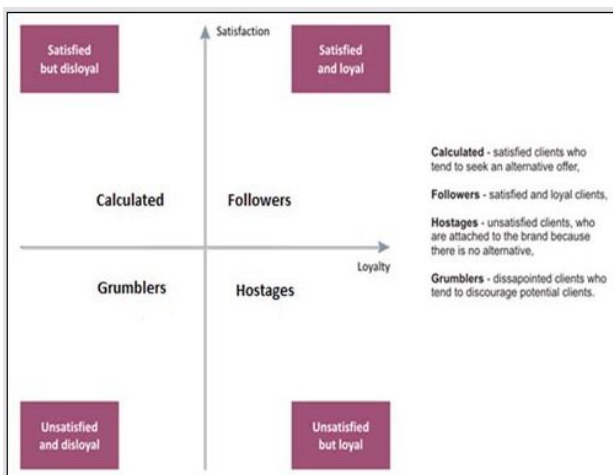 Satisfied
but disloyal
Satisfaction
Satisfied
and loyal
Calculated
Followers
Loyalty
Grumblers
Hostages
Unsatisfied
and disloyal
Unsatisfied
but loyal
Calculated - satisfied clients who
tend to seek an alternative offer,
Followers - satisfied and loyal clients,
Hostages - unsatisfied clients, who
are attached to the brand because
there is no alternative,
Grumblers - dissapointed clients who
tend to discourage potential clients.